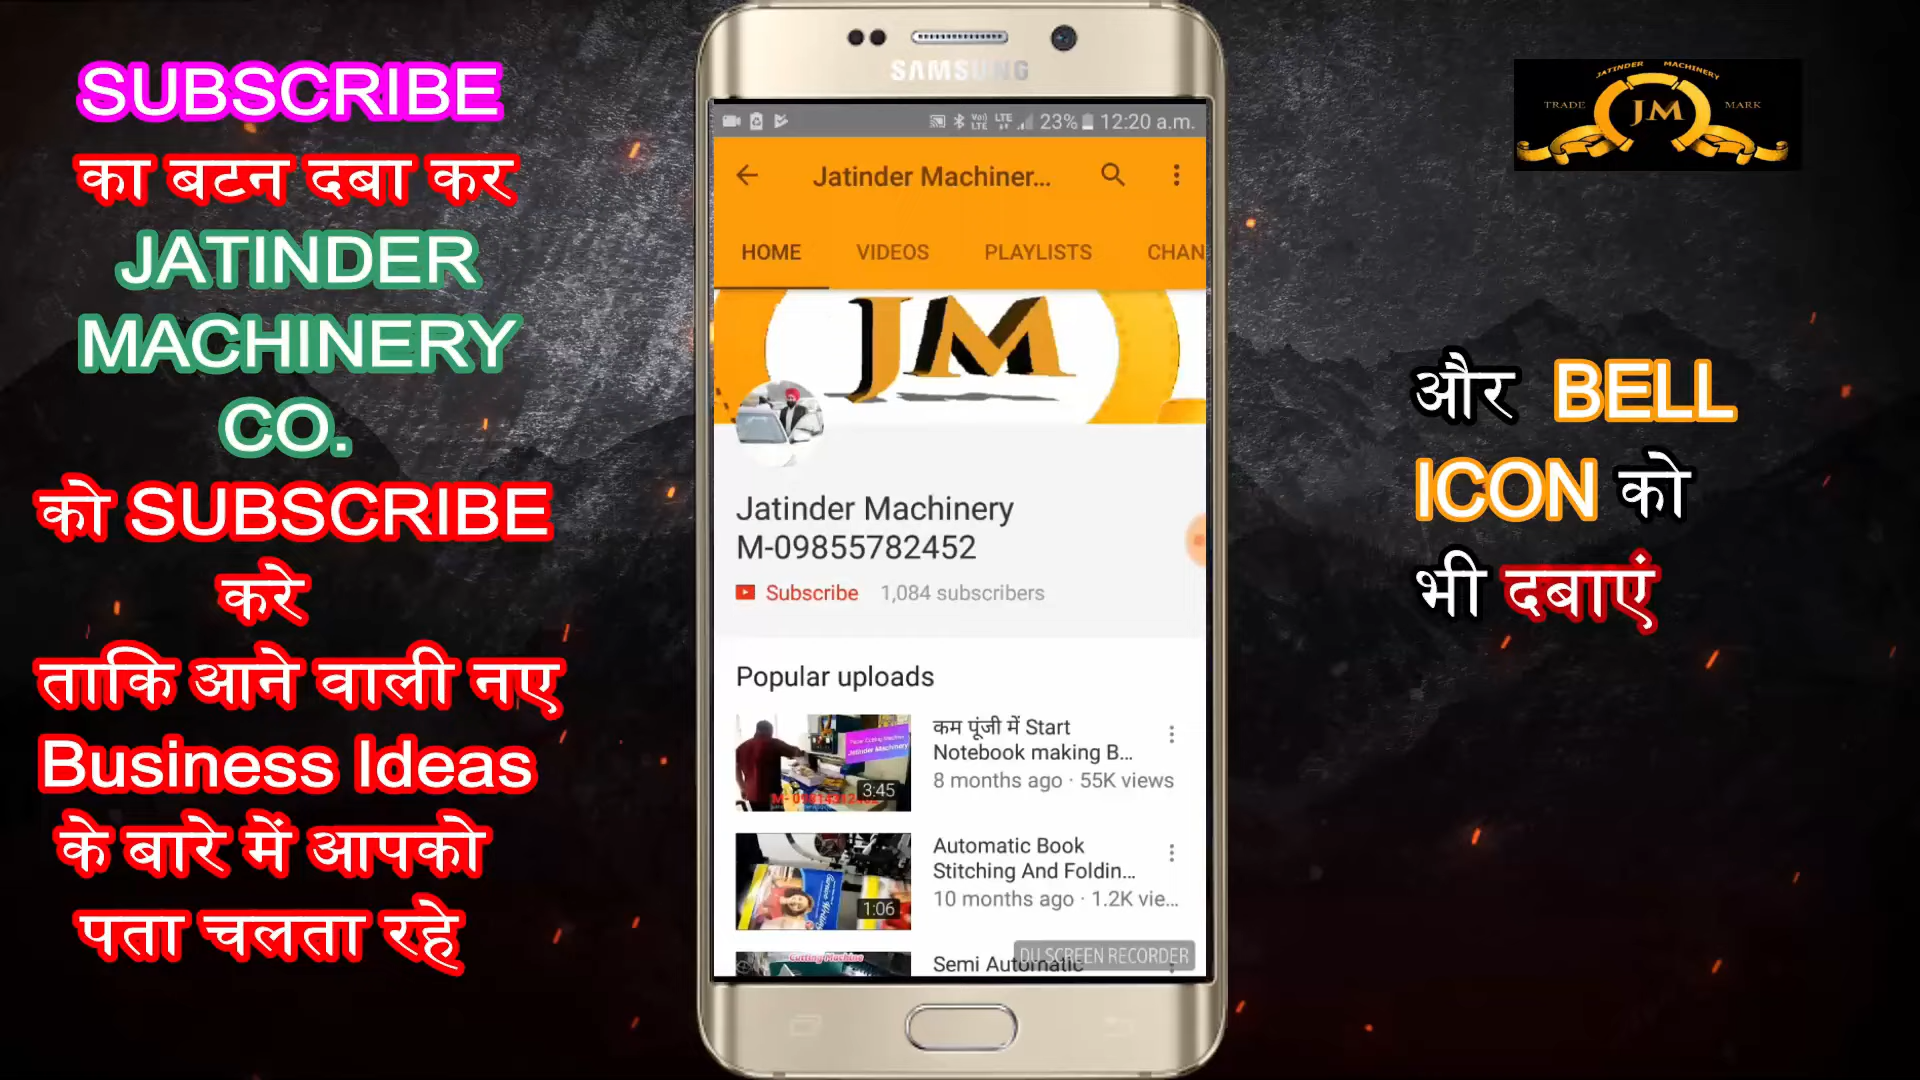 SUBSCRIBE
का बटन दबा कर
JATINDER
MACHINERY
CO.
को SUBSCRIBE
करे
ताकि आने वाली नए
Business Ideas
के बारे में आपको
पता चलता रहे
SAMSUNG
23% 12:20 a.m.
Jatinder Machiner...
HOME VIDEOS PLAYLISTS CHAN
JM
Jatinder Machinery
M-09855782452
Subscribe 1,084 subscribers
Popular uploads
कम पूंजी में Start
Notebook making B...
8 months ago · 55K views
3:45
Automatic Book
Stitching And Foldin...
10 months ago · 1.2K vie...
1:06
Cutting Machine
Semi Automatic
DU SCREEN RECORDER
JATINDER MACHINERY
TRADE JM MARK
और BELL
ICON को
भी दबाएं